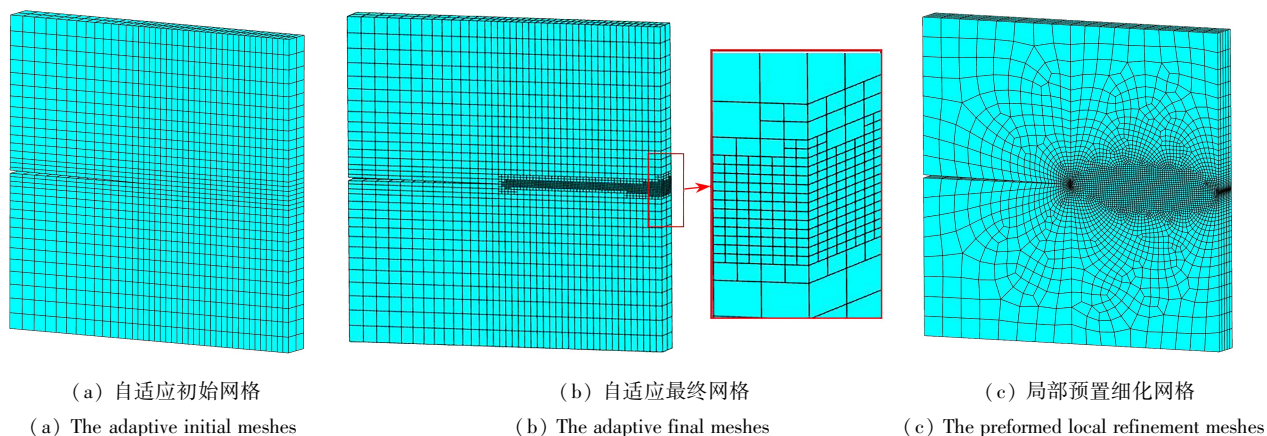 (a) 自适应初始网格
(b) 自适应最终网格
(c) 局部预置细化网格
(a) The adaptive initial meshes
(b) The adaptive final meshes
(c) The preformed local refinement meshes